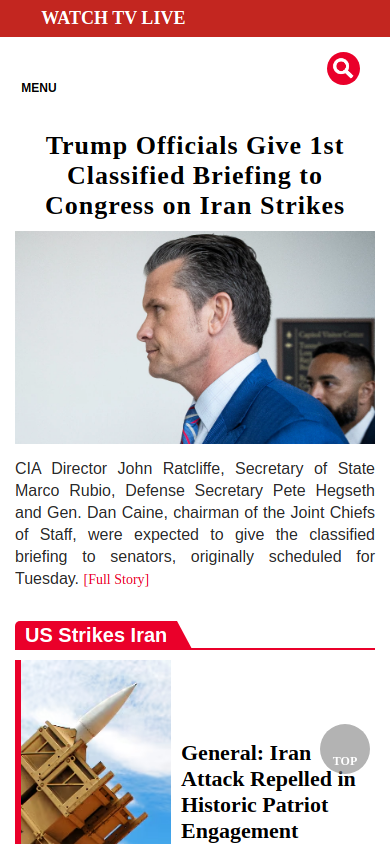 WATCH TV LIVE
MENU
Trump Officials Give 1st
Classified Briefing to
Congress on Iran Strikes
CIA Director John Ratcliffe, Secretary of State
Marco Rubio, Defense Secretary Pete Hegseth
and Gen. Dan Caine, chairman of the Joint Chiefs
of Staff, were expected to give the classified
briefing to senators, originally scheduled for
Tuesday. [Full Story]
US Strikes Iran
General: Iran
Attack Repelled in
Historic Patriot
Engagement
TOP